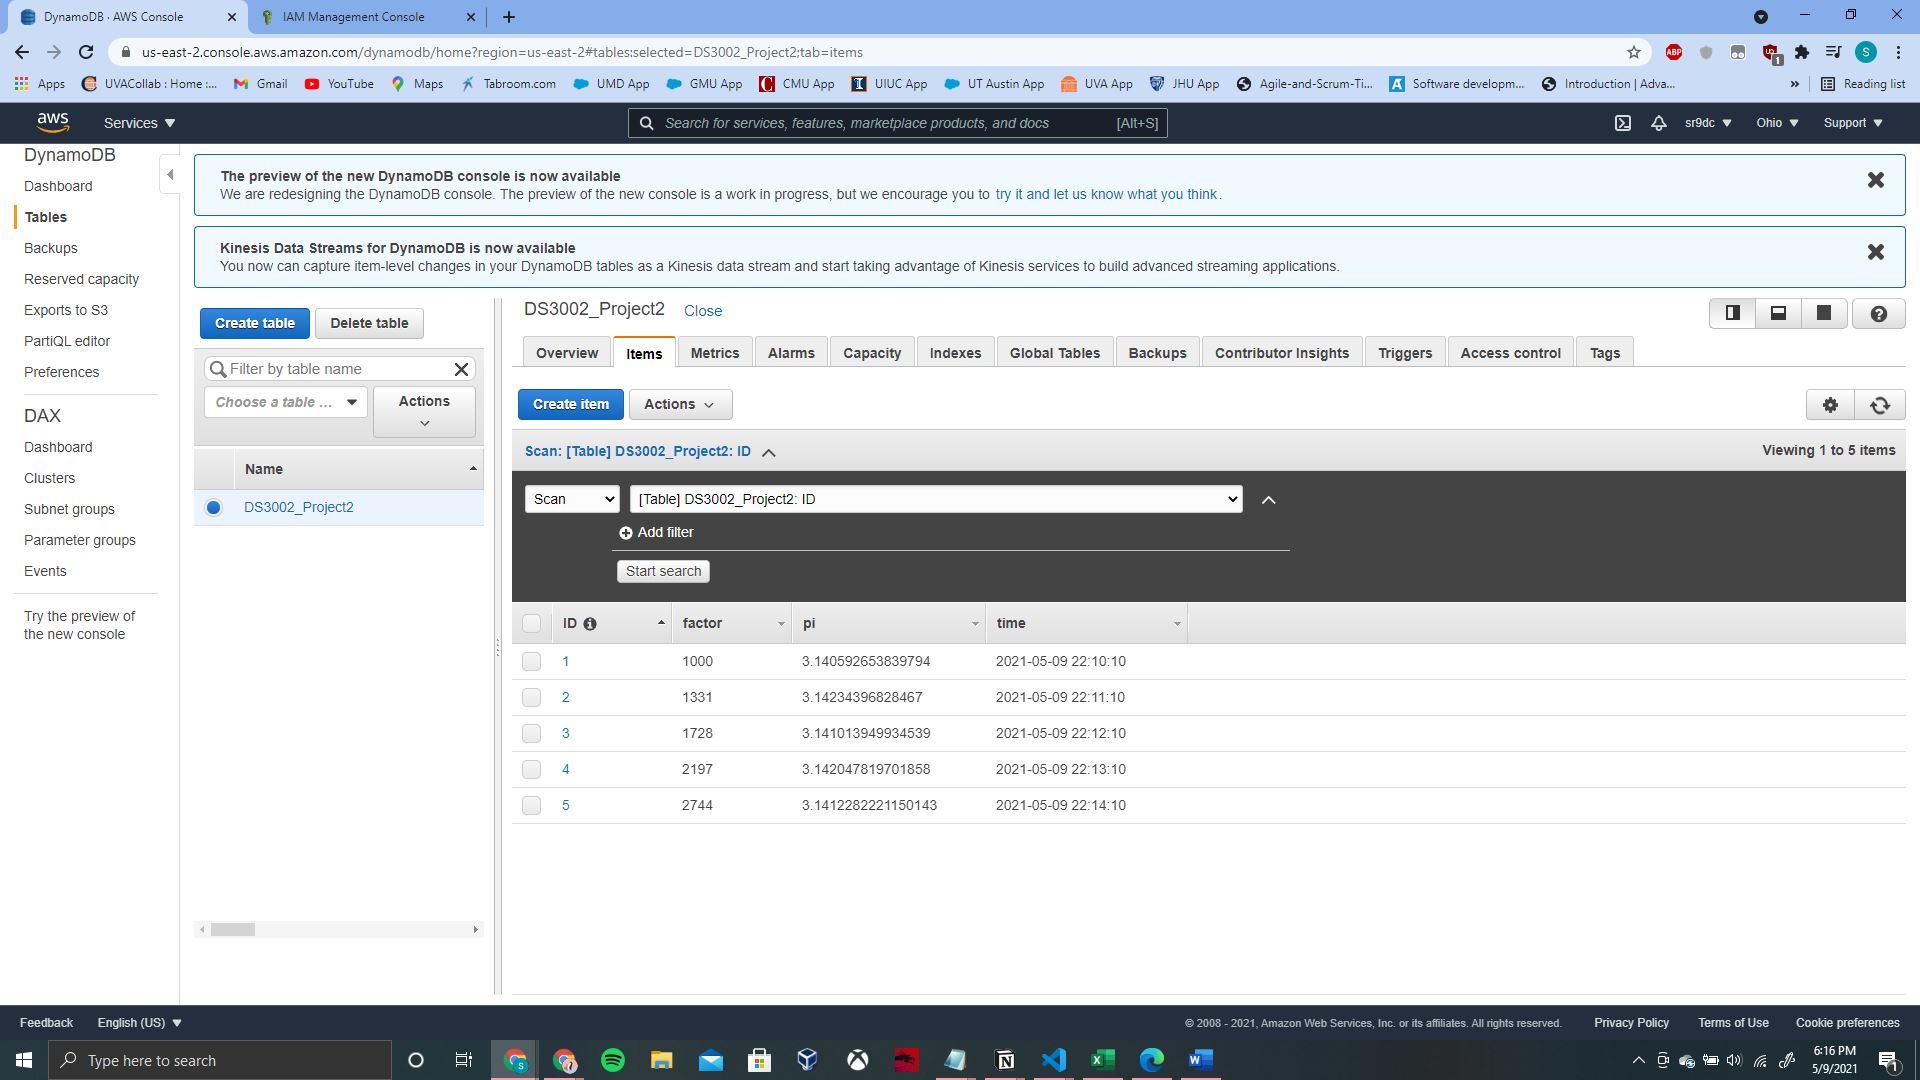 DynamoDB · AWS Console
IAM Management Console
us-east-2.console.aws.amazon.com/dynamodb/home?region=us-east-2#tables:selected=DS3002_Project2;tab=items
ABP
1
S
Apps
UVACollab : Home :...
Gmail
YouTube
Maps
Tabroom.com
UMD App
GMU App
CMU App
UIUC App
UT Austin App
UVA App
JHU App
Agile-and-Scrum-Ti...
Software developm...
Introduction | Adva...
»
Reading list
aws
Services
Search for services, features, marketplace products, and docs
[Alt+S]
sr9dc
Ohio
Support
DynamoDB
Dashboard
Tables
Backups
Reserved capacity
Exports to S3
PartiQL editor
Preferences
DAX
Dashboard
Clusters
Subnet groups
Parameter groups
Events
Try the preview of
the new console
The preview of the new DynamoDB console is now available
We are redesigning the DynamoDB console. The preview of the new console is a work in progress, but we encourage you to try it and let us know what you think.
Kinesis Data Streams for DynamoDB is now available
You now can capture item-level changes in your DynamoDB tables as a Kinesis data stream and start taking advantage of Kinesis services to build advanced streaming applications.
Create table
Delete table
Filter by table name
Choose a table ...
Actions
Name
DS3002_Project2
DS3002_Project2 Close
Overview Items Metrics Alarms Capacity Indexes Global Tables Backups Contributor Insights Triggers Access control Tags
Create item
Actions
Scan: [Table] DS3002_Project2: ID
Viewing 1 to 5 items
Scan
[Table] DS3002_Project2: ID
Add filter
Start search
ID factor pi time
1 1000 3.140592653839794 2021-05-09 22:10:10
2 1331 3.14234396828467 2021-05-09 22:11:10
3 1728 3.141013949934539 2021-05-09 22:12:10
4 2197 3.142047819701858 2021-05-09 22:13:10
5 2744 3.1412282221150143 2021-05-09 22:14:10
Feedback
English (US)
© 2008 - 2021, Amazon Web Services, Inc. or its affiliates. All rights reserved.
Privacy Policy
Terms of Use
Cookie preferences
Type here to search
6:16 PM
5/9/2021
1